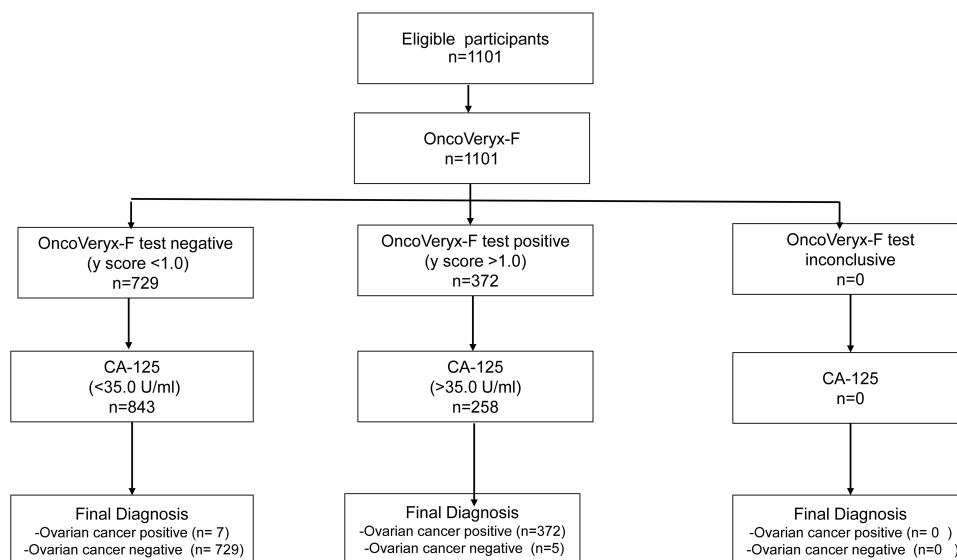 Eligible participants
n=1101
OncoVeryx-F
n=1101
OncoVeryx-F test negative
(y score <1.0)
n=729
OncoVeryx-F test positive
(y score >1.0)
n=372
OncoVeryx-F test
inconclusive
n=0
CA-125
(<35.0 U/ml)
n=843
CA-125
(>35.0 U/ml)
n=258
CA-125
n=0
Final Diagnosis
-Ovarian cancer positive (n= 7)
-Ovarian cancer negative (n= 729)
Final Diagnosis
-Ovarian cancer positive (n=372)
-Ovarian cancer negative (n=5)
Final Diagnosis
-Ovarian cancer positive (n= 0 )
-Ovarian cancer negative (n=0 )